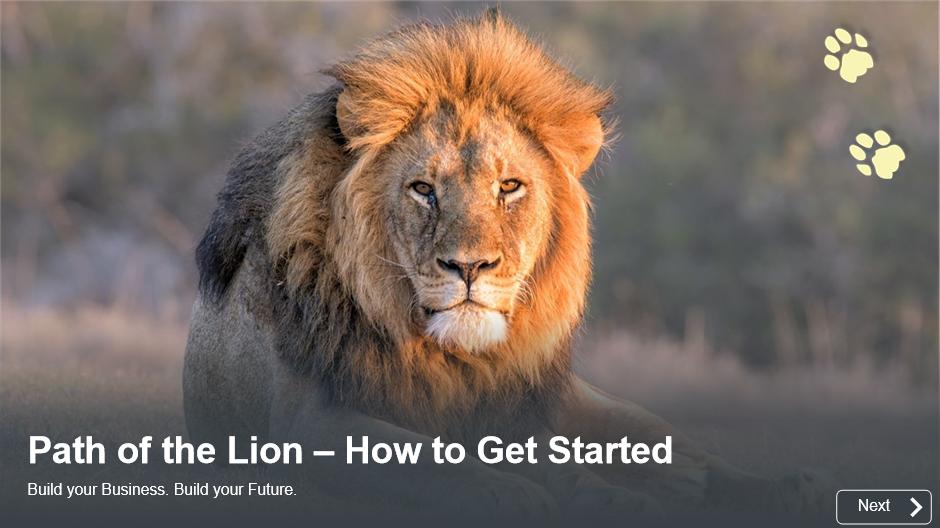 Path of the Lion – How to Get Started
Build your Business. Build your Future.
Next